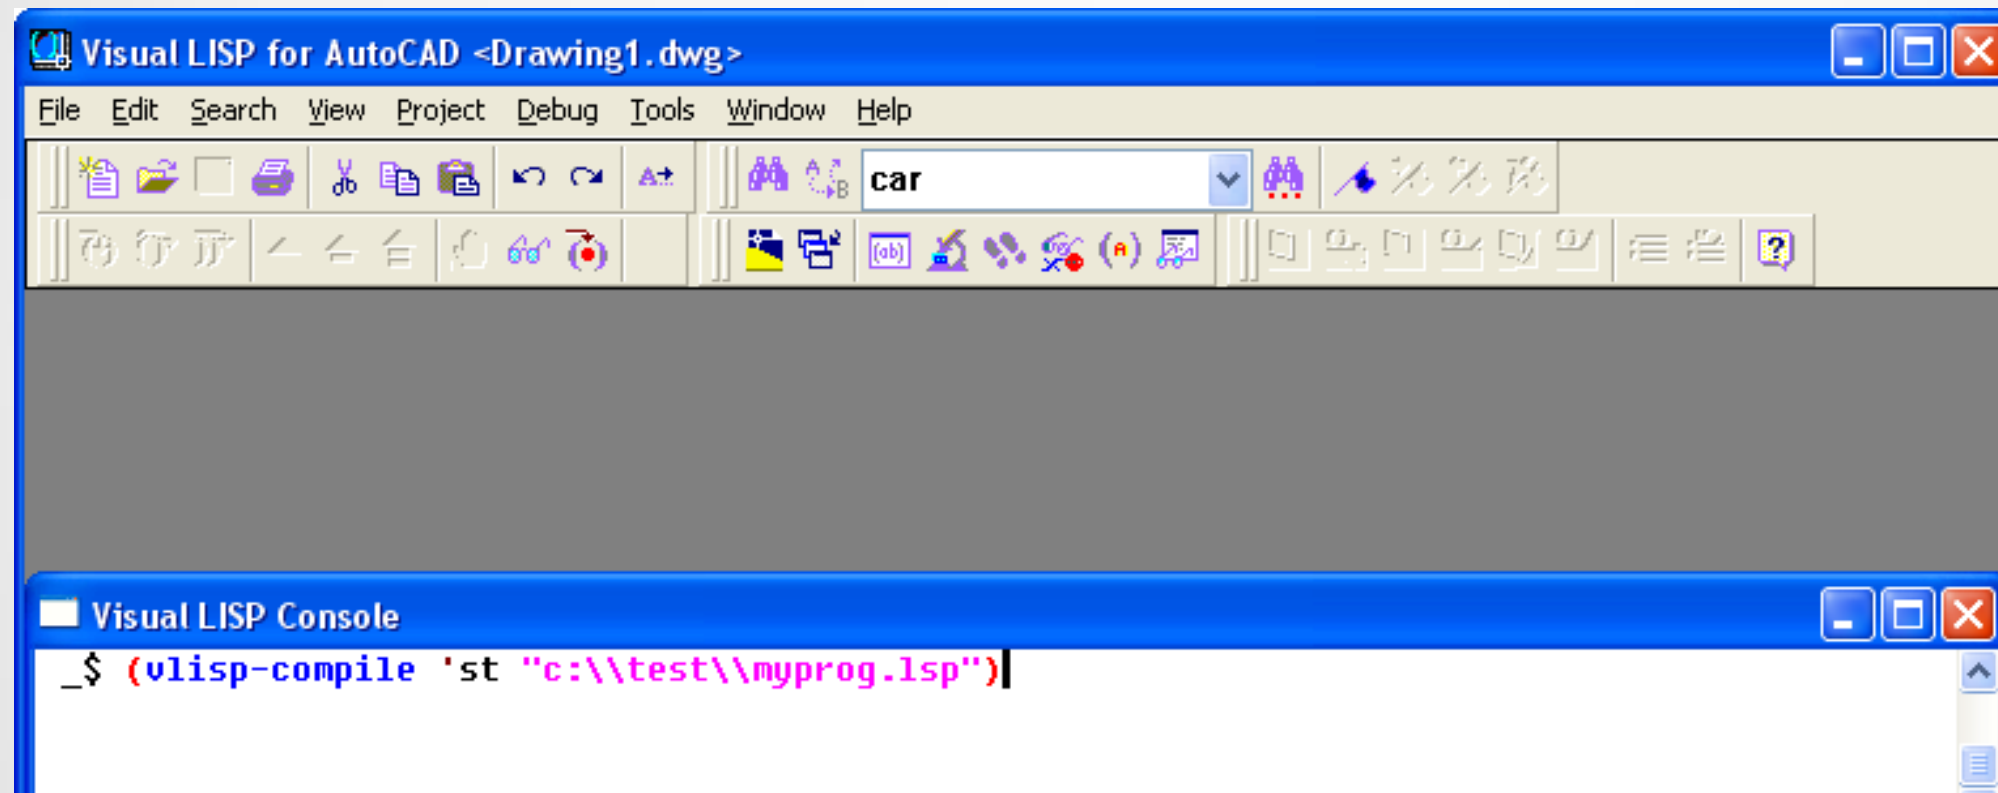 Visual LISP for AutoCAD <Drawing1.dwg>
File Edit Search View Project Debug Tools Window Help
car
Visual LISP Console
_$ (vlisp-compile 'st "c:\\test\\myprog.lsp")